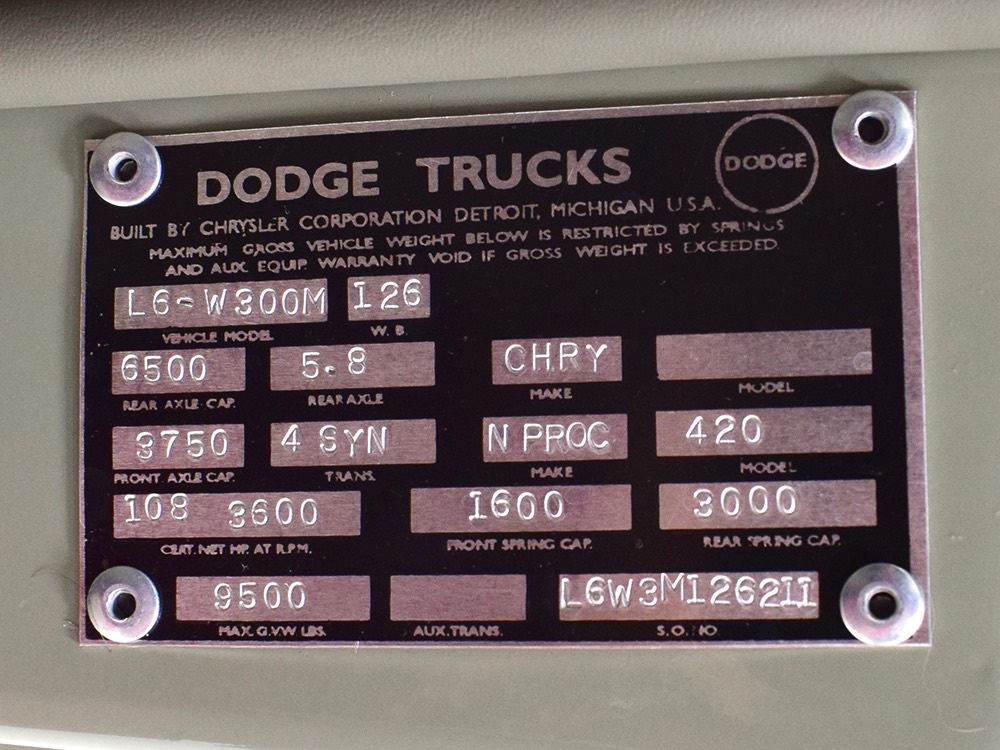 DODGE TRUCKS
DODGE
BUILT BY CHRYSLER CORPORATION DETROIT, MICHIGAN U.S.A.
MAXIMUM GROSS VEHICLE WEIGHT BELOW IS RESTRICTED BY SPRINGS
AND AUX. EQUIP. WARRANTY VOID IF GROSS WEIGHT IS EXCEEDED.
L6-W300M 126
VEHICLE MODEL W. B.
6500 5.8 CHRY
REAR AXLE CAP. REAR AXLE MAKE MODEL
3750 4 SYN N PROC 420
FRONT AXLE CAP. TRANS. MAKE MODEL
108 3600 1600 3000
CERT. NET HP. AT R.P.M. FRONT SPRING CAP. REAR SPRING CAP.
9500 L6W3M126211
MAX. G.V.W LBS. AUX. TRANS. S.O. NO